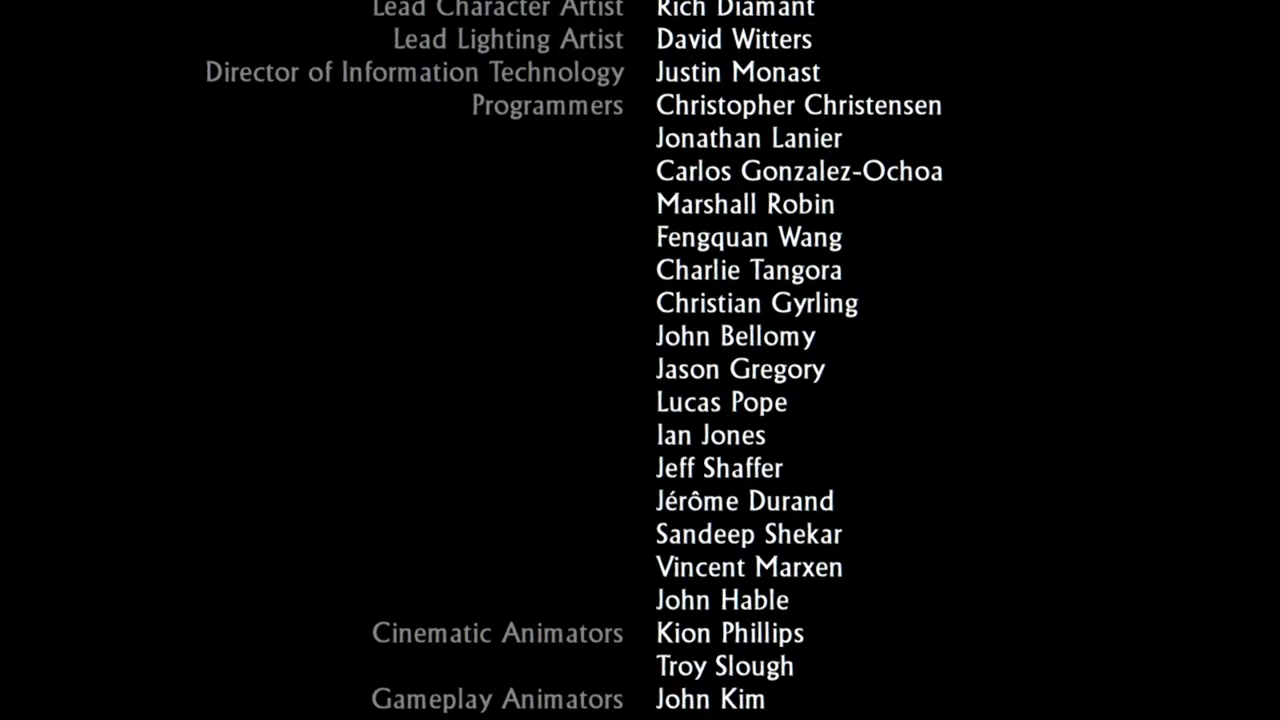 Lead Character Artist Rich Diamant
Lead Lighting Artist David Witters
Director of Information Technology Justin Monast
Programmers Christopher Christensen
Jonathan Lanier
Carlos Gonzalez-Ochoa
Marshall Robin
Fengquan Wang
Charlie Tangora
Christian Gyrling
John Bellomy
Jason Gregory
Lucas Pope
Ian Jones
Jeff Shaffer
Jérôme Durand
Sandeep Shekar
Vincent Marxen
John Hable
Cinematic Animators Kion Phillips
Troy Slough
Gameplay Animators John Kim